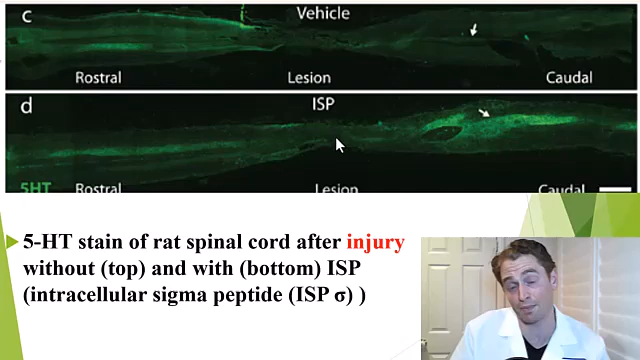 c
Vehicle
Rostral
Lesion
Caudal
d
ISP
5HT
Rostral
Lesion
Caudal
5-HT stain of rat spinal cord after injury
without (top) and with (bottom) ISP
(intracellular sigma peptide (ISP σ) )